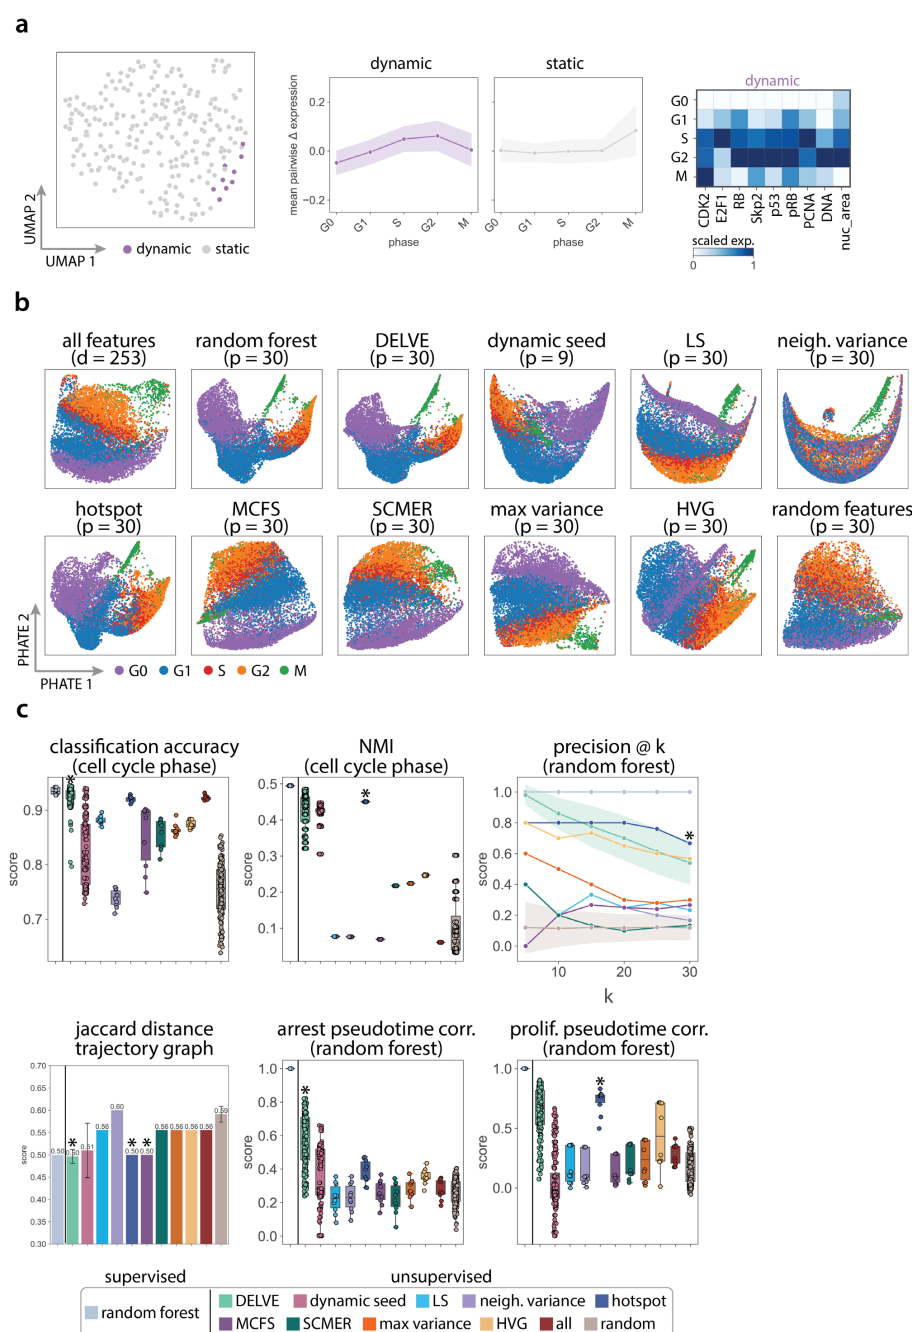 a
dynamic
static
mean pairwise Δ expression
0.2
0.0
−0.2
G0
G1
S
G2
M
phase
G0
G1
S
G2
M
phase
UMAP 2
UMAP 1
dynamic
static
dynamic
G0
G1
S
G2
M
CDK2
E2F1
RB
Skp2
p53
pRB
PCNA
DNA
nuc_area
scaled exp.
0 1
b
all features
(d = 253)
random forest
(p = 30)
DELVE
(p = 30)
dynamic seed
(p = 9)
LS
(p = 30)
neigh. variance
(p = 30)
hotspot
(p = 30)
MCFS
(p = 30)
SCMER
(p = 30)
max variance
(p = 30)
HVG
(p = 30)
random features
(p = 30)
PHATE 2
PHATE 1
G0 G1 S G2 M
c
classification accuracy
(cell cycle phase)
score
0.9
0.8
0.7
*
NMI
(cell cycle phase)
score
0.5
0.4
0.3
0.2
0.1
*
precision @ k
(random forest)
score
1.0
0.8
0.6
0.4
0.2
0.0
*
10 20 30
k
jaccard distance
trajectory graph
score
0.70
0.65
0.60
0.55
0.50
0.45
0.40
0.35
0.30
0.50 0.50 0.51 0.56 0.60 0.50 0.50 0.56 0.56 0.56 0.56 0.59
* * *
arrest pseudotime corr.
(random forest)
score
1.0
0.8
0.6
0.4
0.2
0.0
*
prolif. pseudotime corr.
(random forest)
score
1.0
0.5
0.0
*
supervised
unsupervised
random forest
DELVE dynamic seed LS neigh. variance hotspot
MCFS SCMER max variance HVG all random